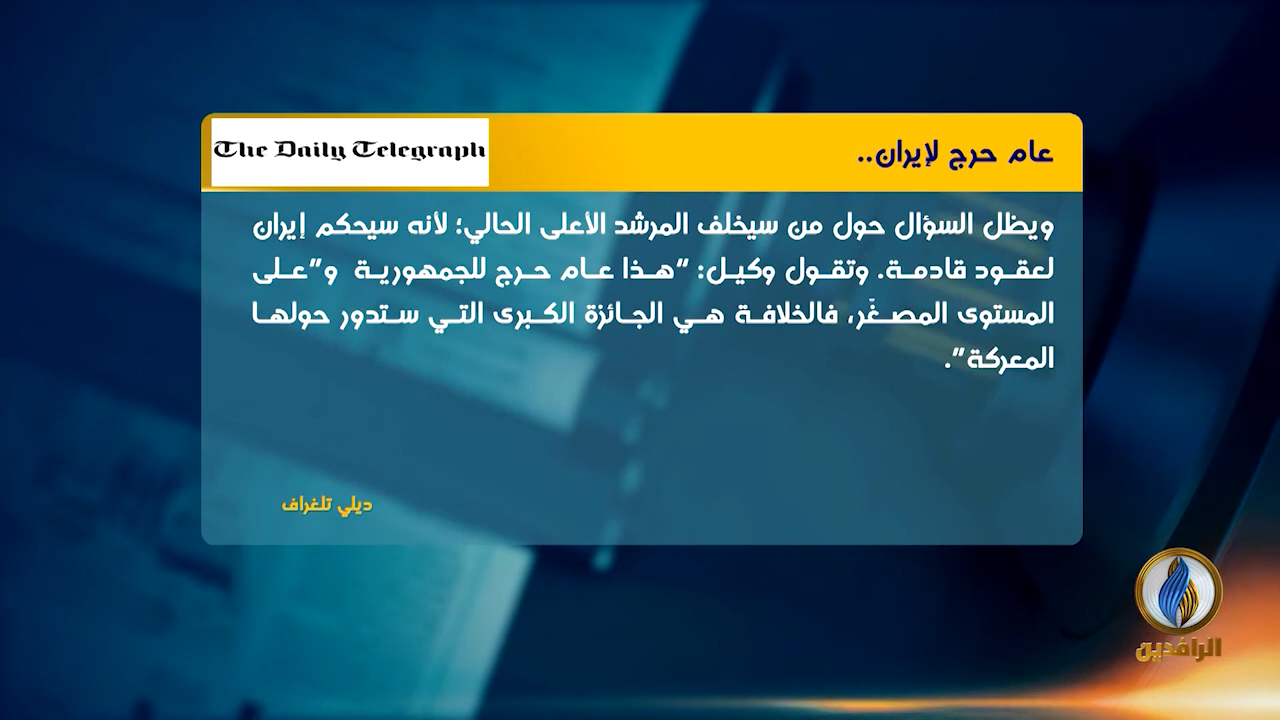 The Daily Telegraph
عام حرج لإيران..
ويظل السؤال حول من سيخلف المرشد الأعلى الحالي؛ لأنه سيحكم إيران
لعقود قادمة. وتقول وكيل: “هذا عام حرج للجمهورية و”على
المستوى المصغّر، فالخلافة هي الجائزة الكبرى التي ستدور حولها
المعركة”.
ديلي تلغراف
الرافدين